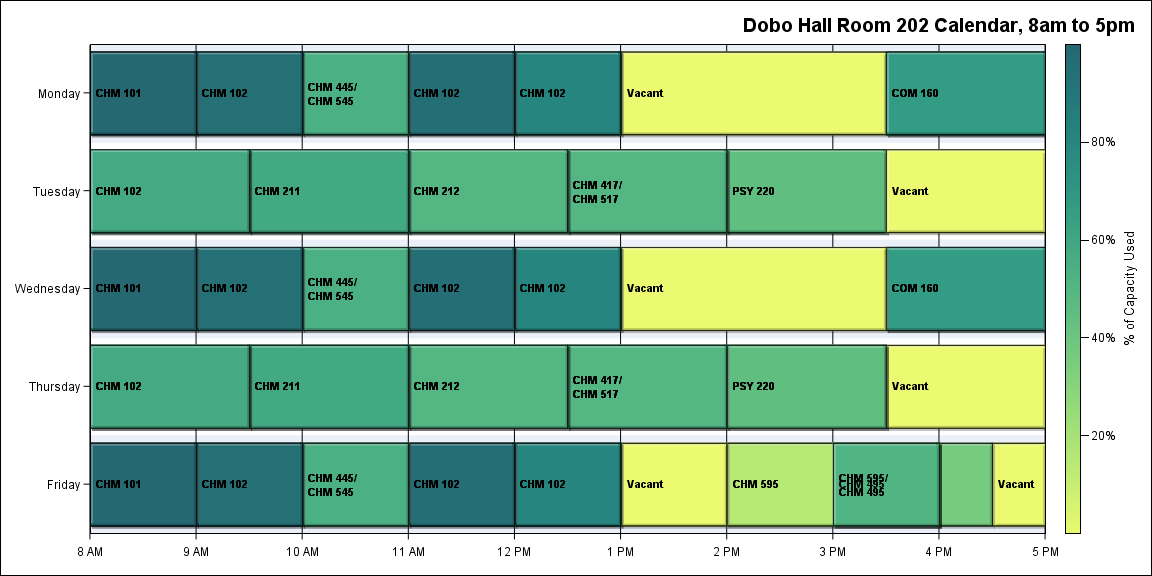 Dobo Hall Room 202 Calendar, 8am to 5pm
Monday
CHM 101
CHM 102
CHM 445/
CHM 545
CHM 102
CHM 102
Vacant
COM 160
Tuesday
CHM 102
CHM 211
CHM 212
CHM 417/
CHM 517
PSY 220
Vacant
Wednesday
CHM 101
CHM 102
CHM 445/
CHM 545
CHM 102
CHM 102
Vacant
COM 160
Thursday
CHM 102
CHM 211
CHM 212
CHM 417/
CHM 517
PSY 220
Vacant
Friday
CHM 101
CHM 102
CHM 445/
CHM 545
CHM 102
CHM 102
Vacant
CHM 595
CHM 595/
CHM 495
CHM 495
Vacant
8 AM
9 AM
10 AM
11 AM
12 PM
1 PM
2 PM
3 PM
4 PM
5 PM
80%
60%
40%
20%
% of Capacity Used